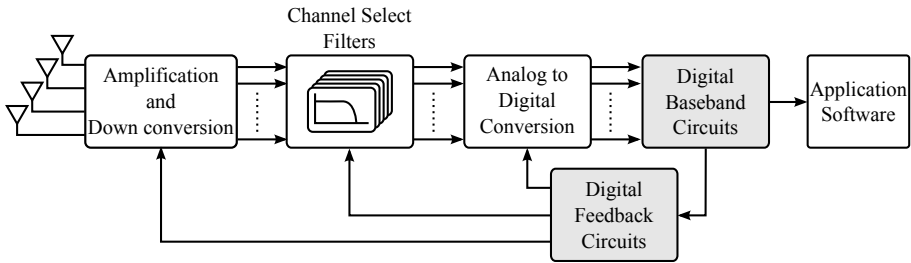 Channel Select
Filters
Amplification
and
Down conversion
Analog to
Digital
Conversion
Digital
Baseband
Circuits
Application
Software
Digital
Feedback
Circuits